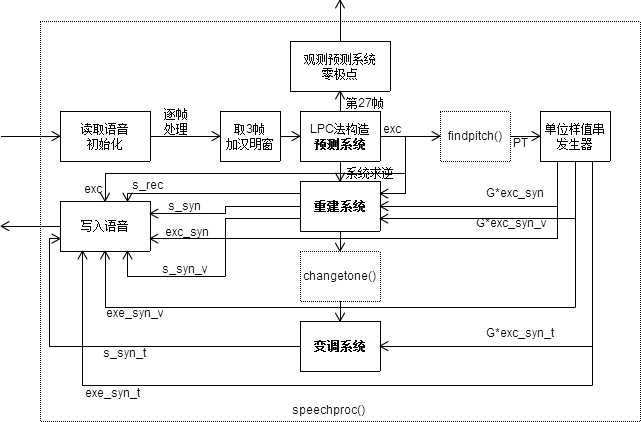 观测预测系统
零极点
第27帧
读取语音
初始化
逐帧
处理
取3帧
加汉明窗
LPC法构造
预测系统
exc
findpitch()
PT
单位样值串
发生器
系统求逆
exc
s_rec
重建系统
G*exc_syn
s_syn
写入语音
G*exc_syn_v
exc_syn
s_syn_v
changetone()
exe_syn_v
变调系统
G*exc_syn_t
s_syn_t
exe_syn_t
speechproc()